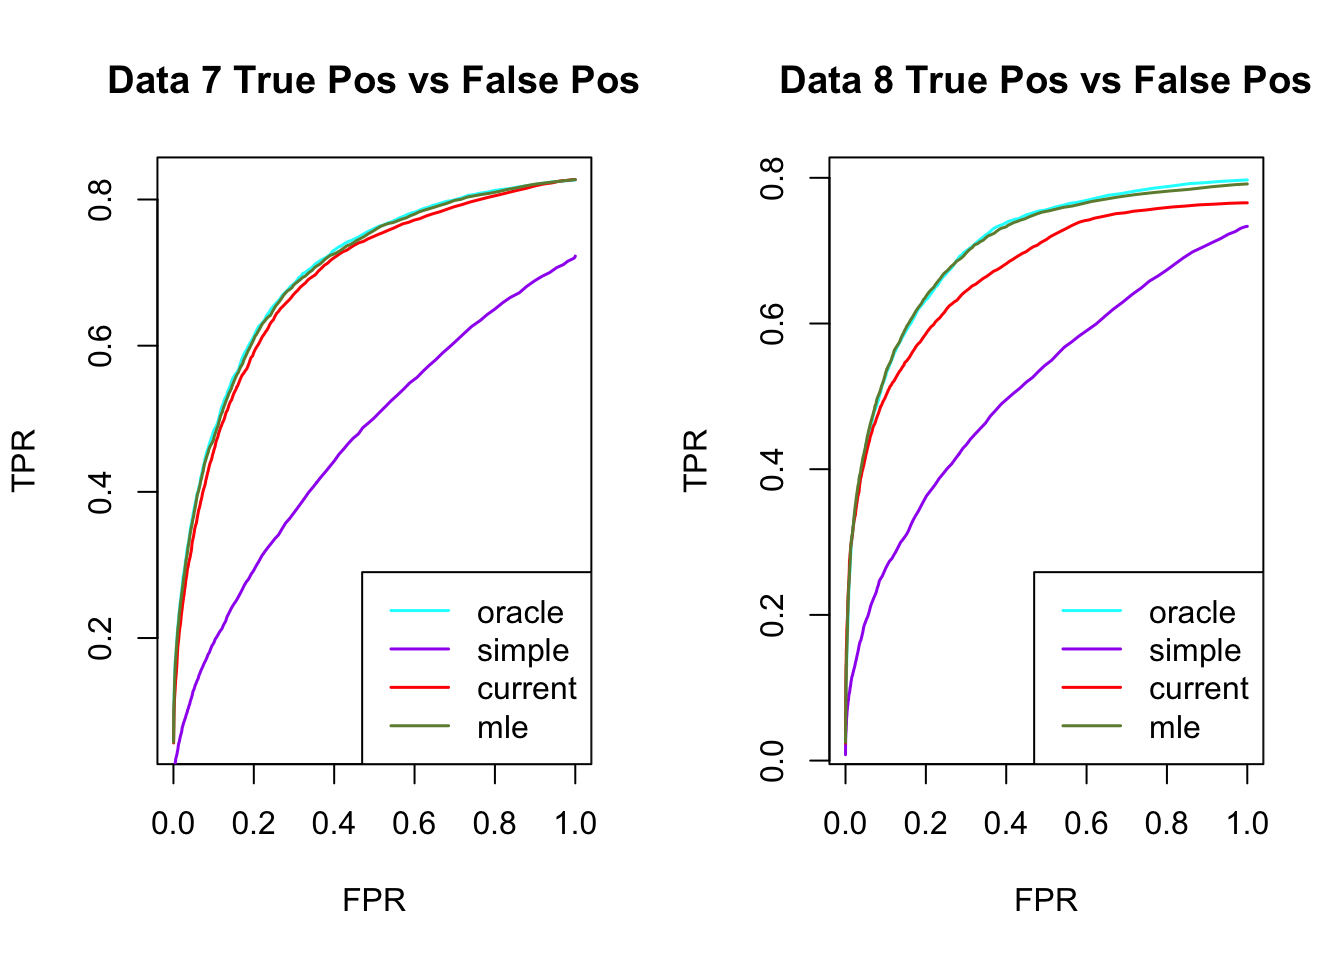 Data 7 True Pos vs False Pos
TPR
0.8
0.6
0.4
0.2
oracle
simple
current
mle
0.0 0.2 0.4 0.6 0.8 1.0
FPR
Data 8 True Pos vs False Pos
TPR
0.8
0.6
0.4
0.2
0.0
oracle
simple
current
mle
0.0 0.2 0.4 0.6 0.8 1.0
FPR